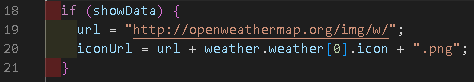 18 if (showData) {
19 url = "http://openweathermap.org/img/w/";
20 iconUrl = url + weather.weather[0].icon + ".png";
21 }